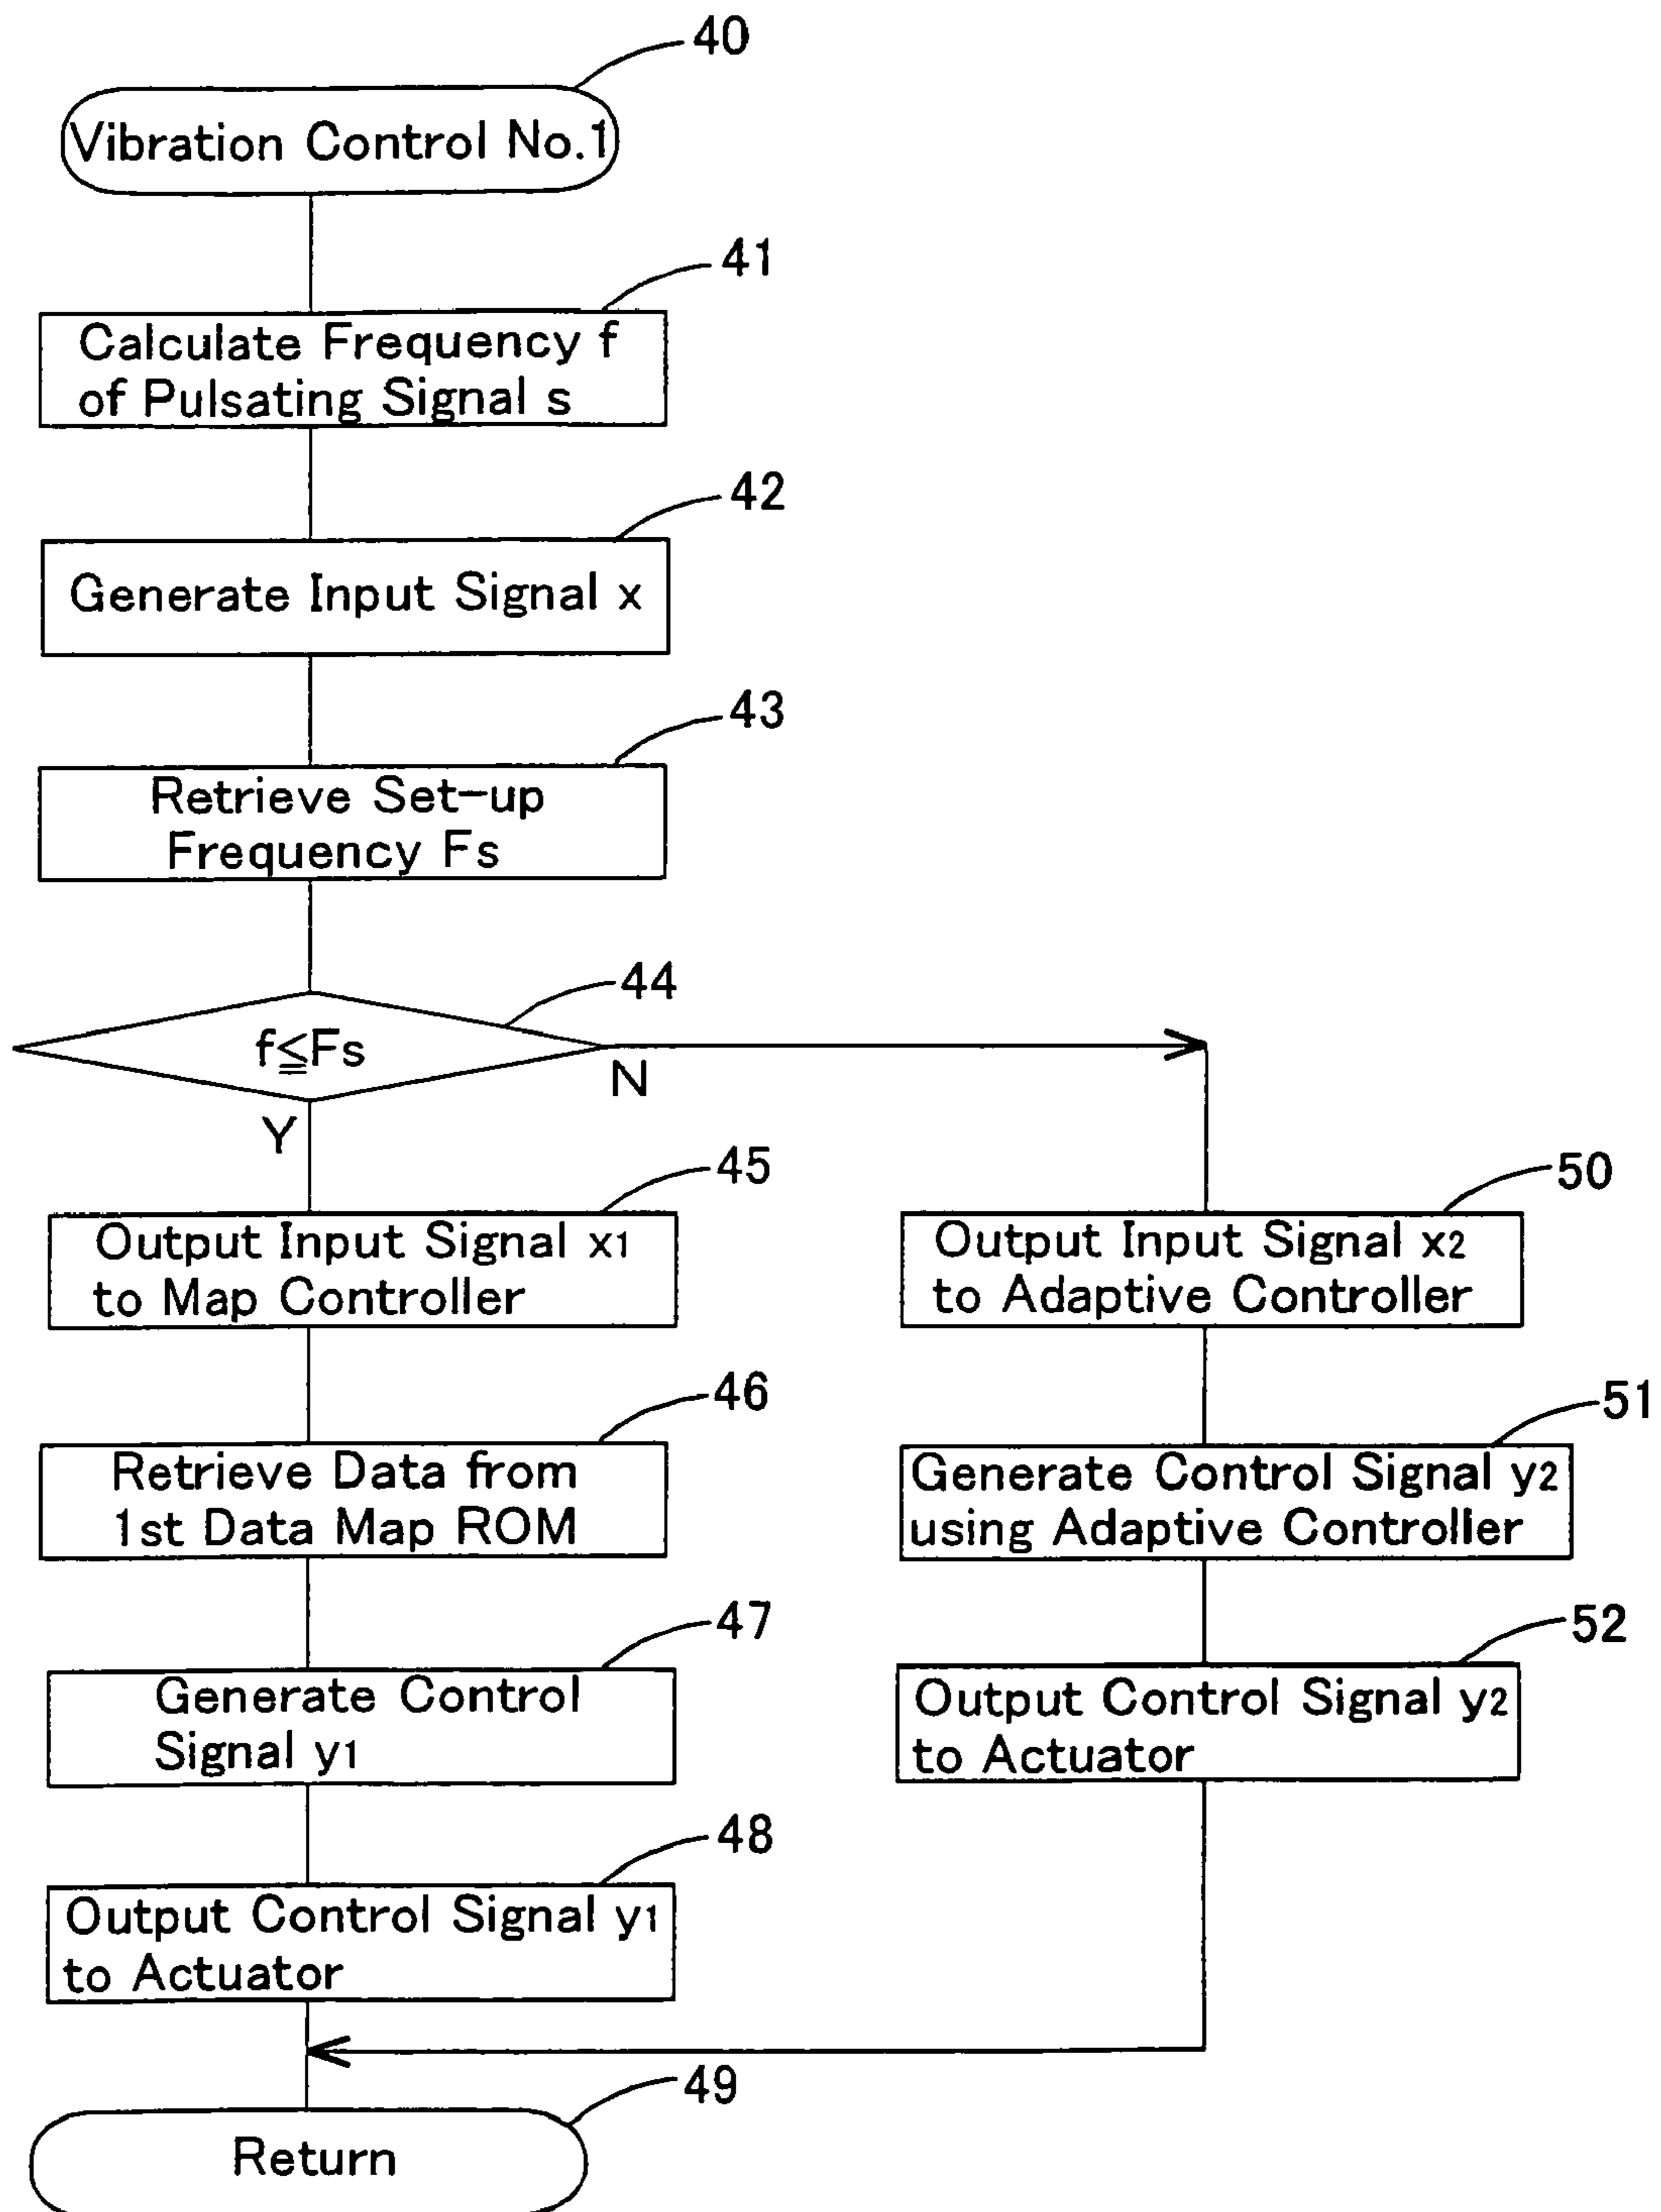 40
Vibration Control No.1
41
Calculate Frequency f
of Pulsating Signal s
42
Generate Input Signal x
43
Retrieve Set-up
Frequency Fs
44
f≦Fs
N
Y
45
Output Input Signal x1
to Map Controller
50
Output Input Signal x2
to Adaptive Controller
46
Retrieve Data from
1st Data Map ROM
51
Generate Control Signal y2
using Adaptive Controller
47
Generate Control
Signal y1
52
Output Control Signal y2
to Actuator
48
Output Control Signal y1
to Actuator
49
Return